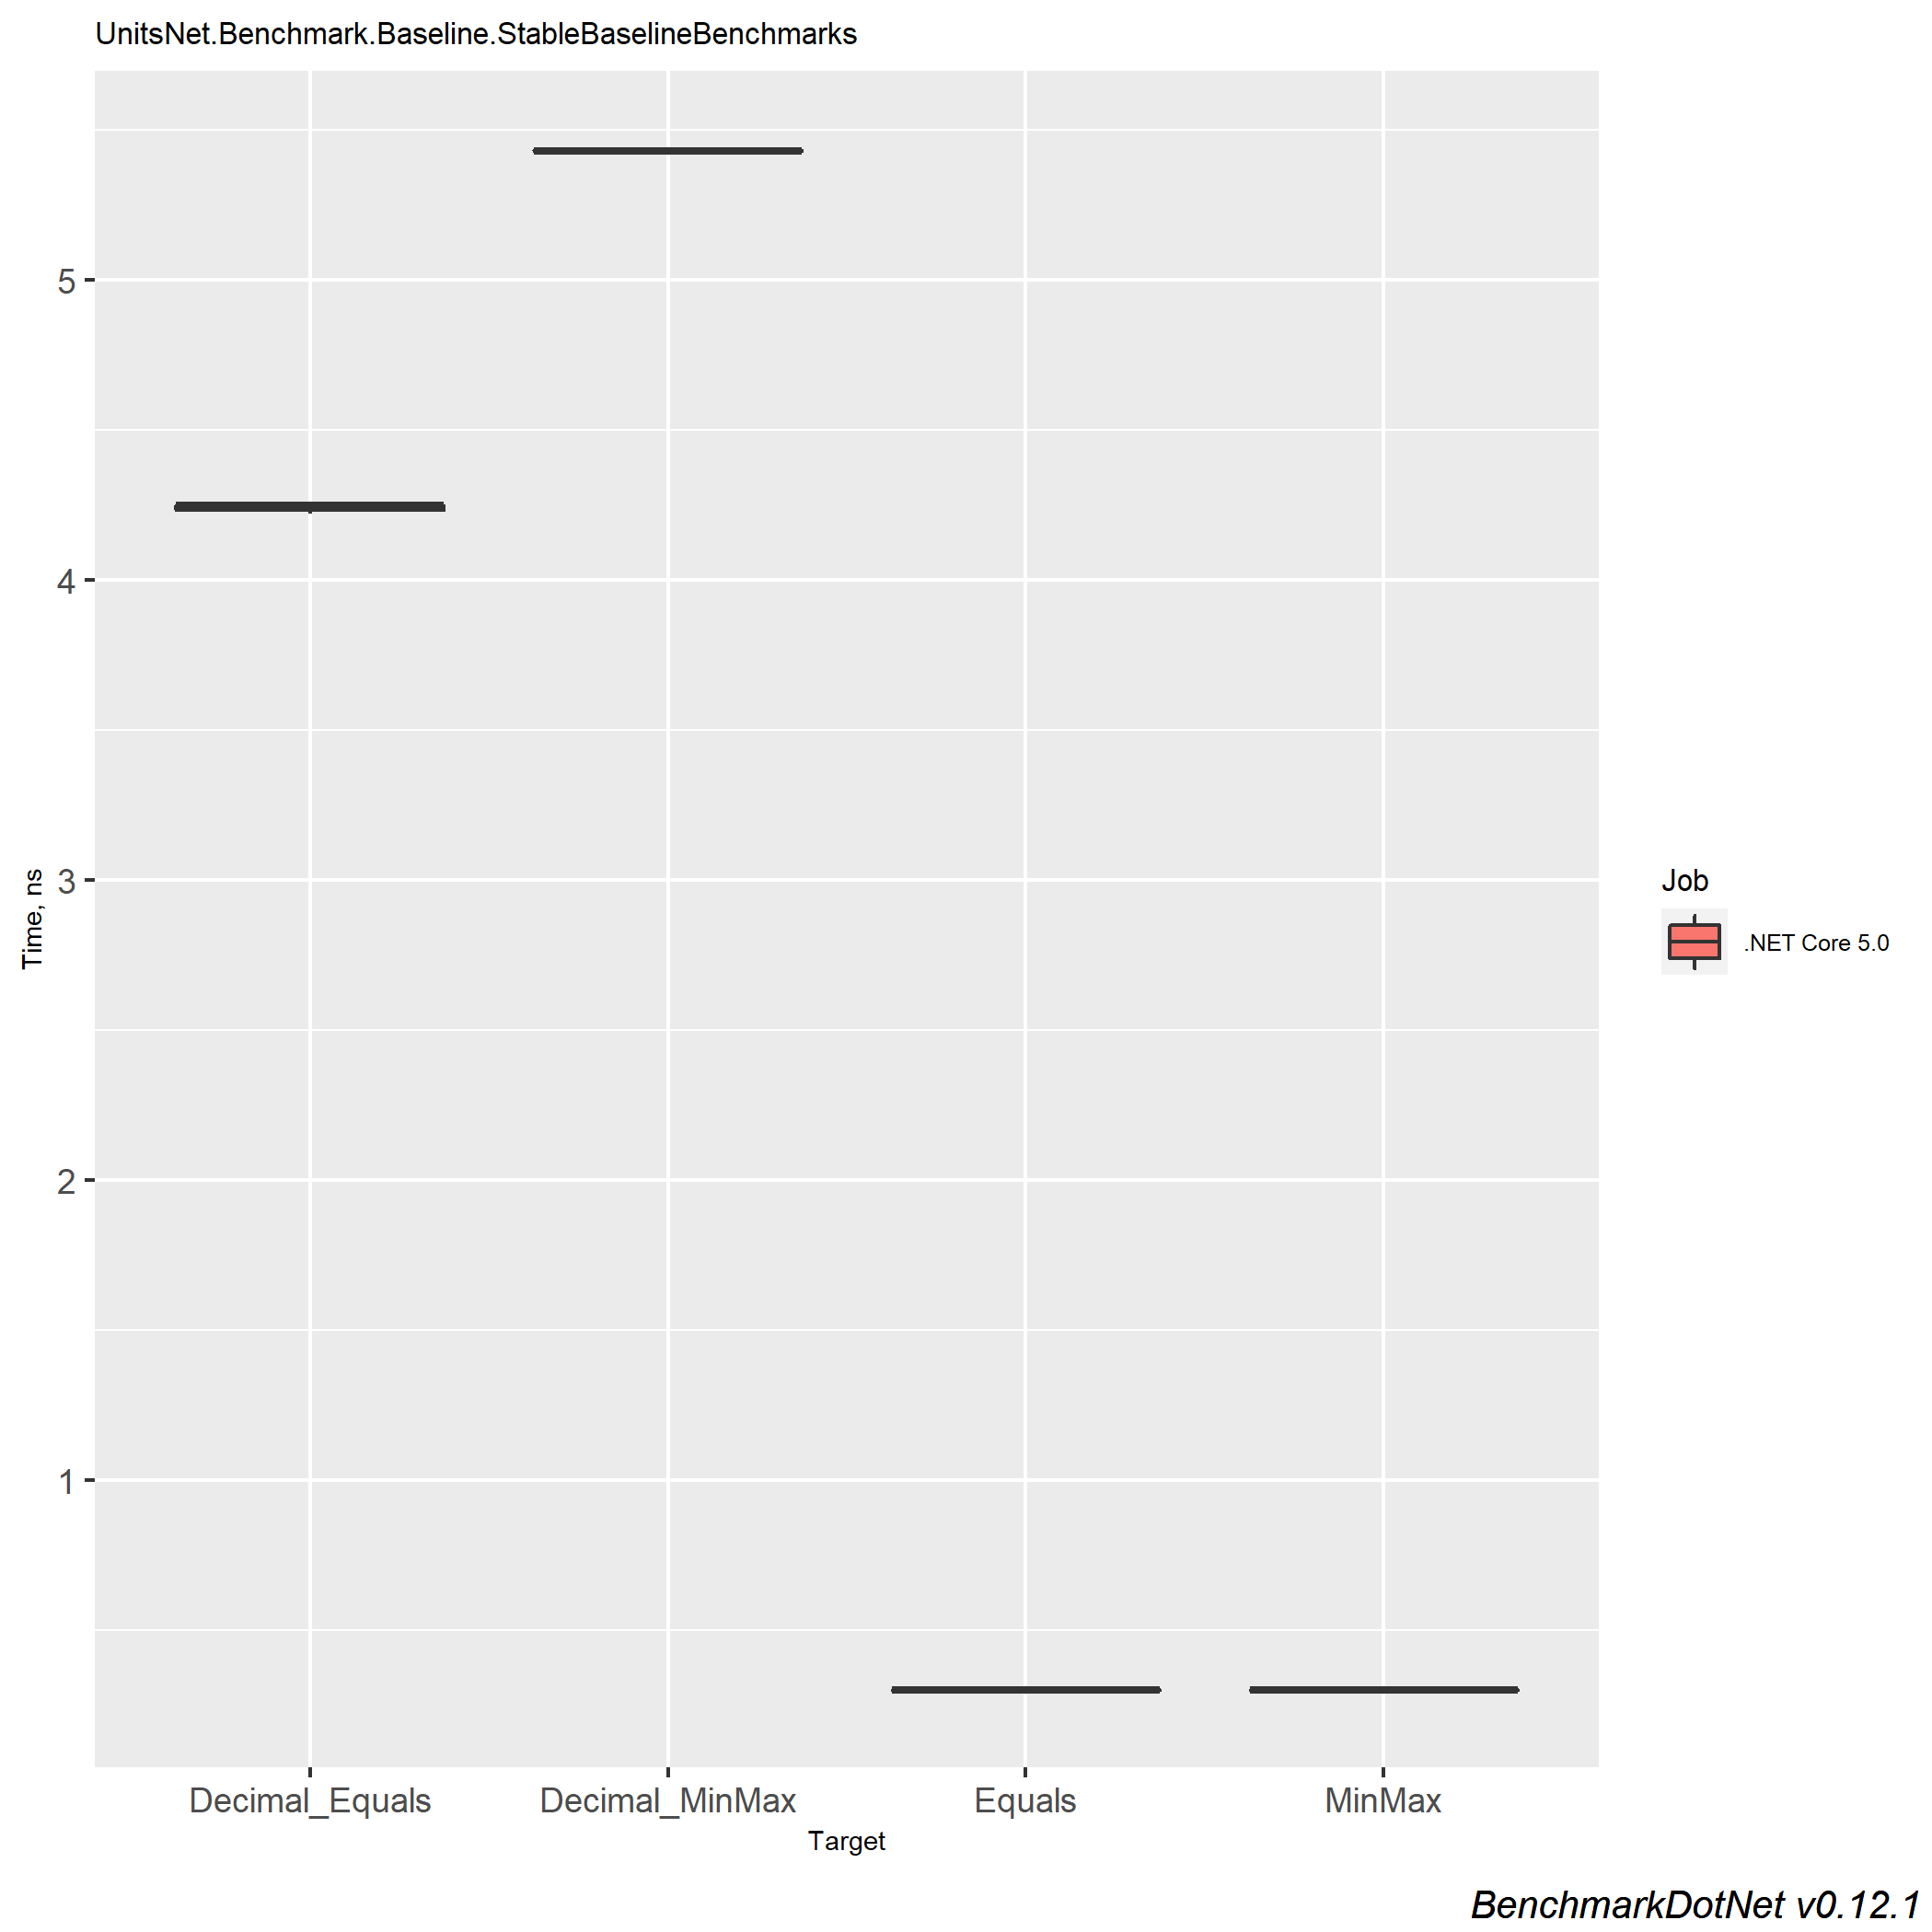 UnitsNet.Benchmark.Baseline.StableBaselineBenchmarks
Time, ns
5
4
3
2
1
Decimal_Equals
Decimal_MinMax
Equals
MinMax
Target
Job
.NET Core 5.0
BenchmarkDotNet v0.12.1